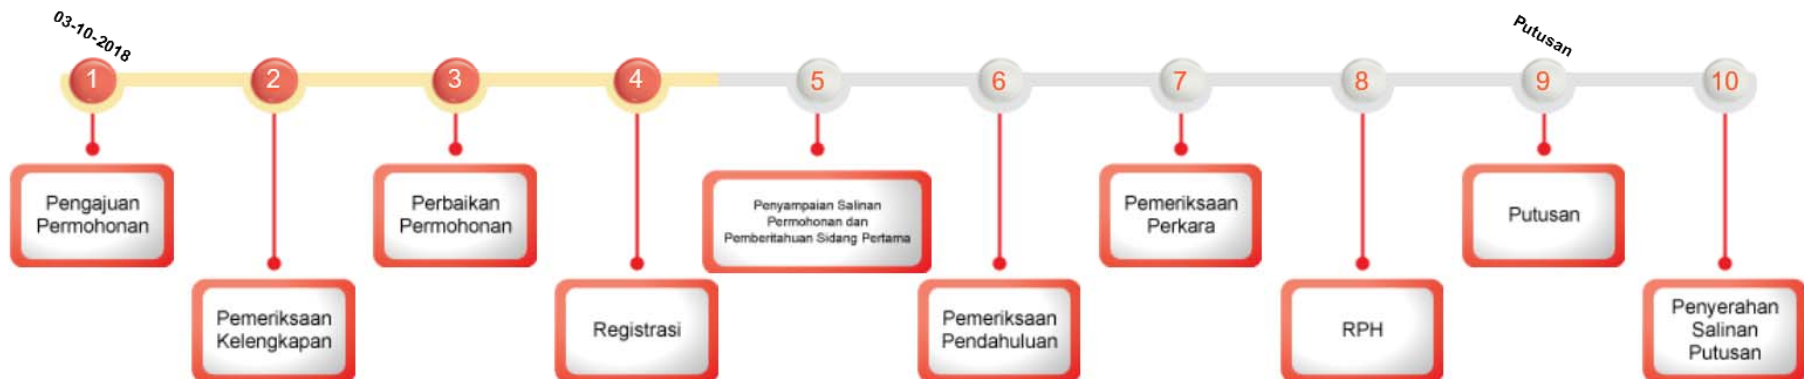 03-10-2018
Putusan
1
2
3
4
5
6
7
8
9
10
Pengajuan
Permohonan
Pemeriksaan
Kelengkapan
Perbaikan
Permohonan
Registrasi
Penyampaian Salinan
Permohonan dan
Pemberitahuan Sidang Pertama
Pemeriksaan
Pendahuluan
Pemeriksaan
Perkara
RPH
Putusan
Penyerahan
Salinan
Putusan